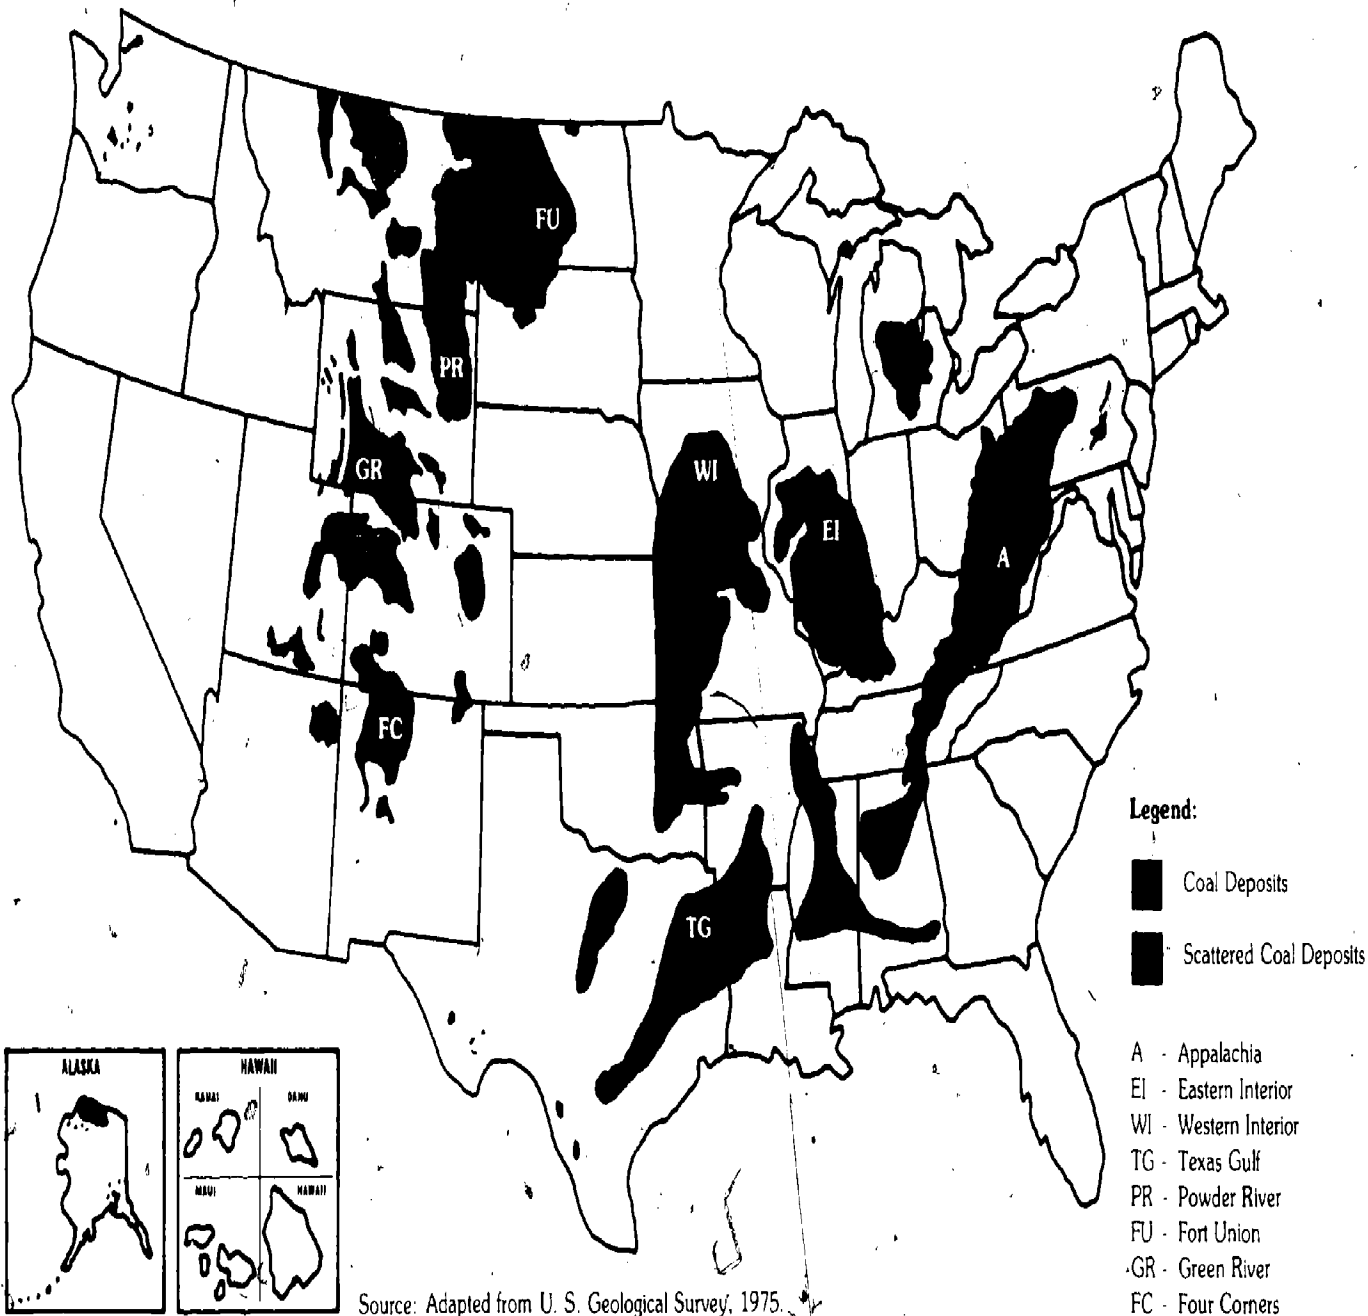 FU
PR
GR
WI
EI
A
FC
TG
Legend:
Coal Deposits
Scattered Coal Deposits
A - Appalachia
EI - Eastern Interior
WI - Western Interior
TG - Texas Gulf
PR - Powder River
FU - Fort Union
GR - Green River
FC - Four Corners
ALASKA
HAWAII
KAUAI
OAHU
MAUI
HAWAII
Source: Adapted from U. S. Geological Survey, 1975.